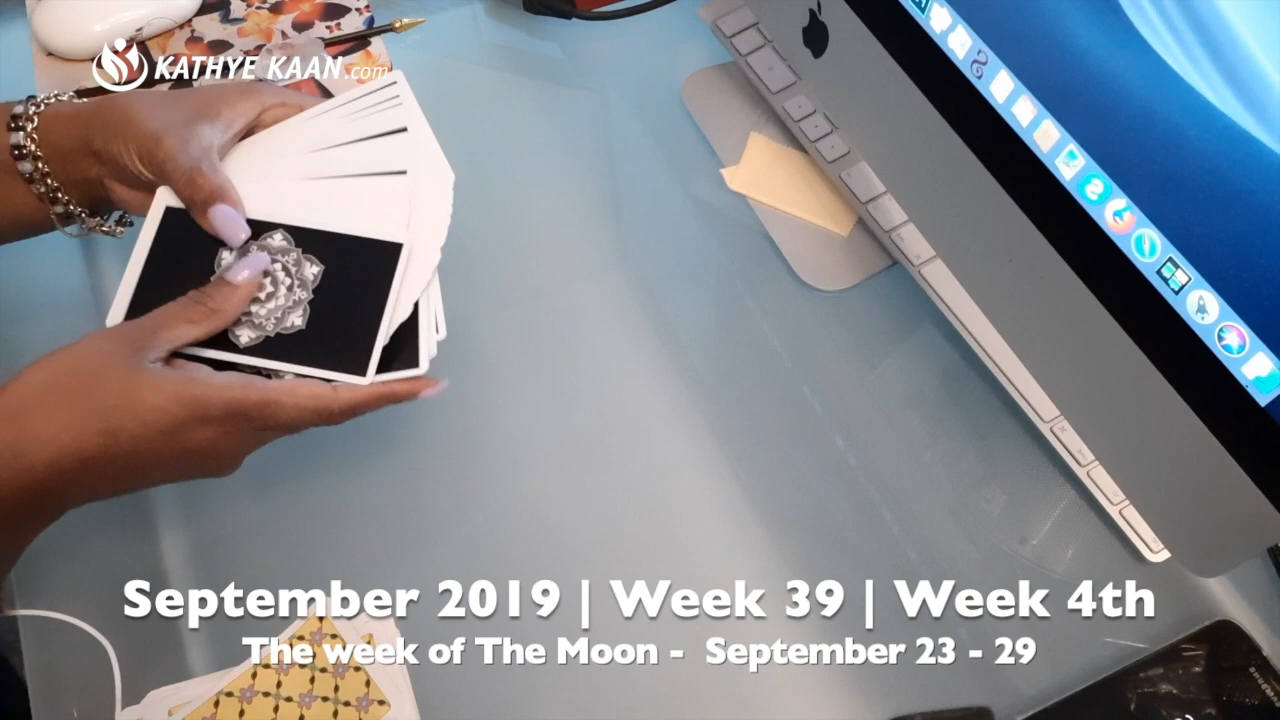 KATHYE KAAN.com
September 2019 | Week 39 | Week 4th
The week of The Moon - September 23 - 29